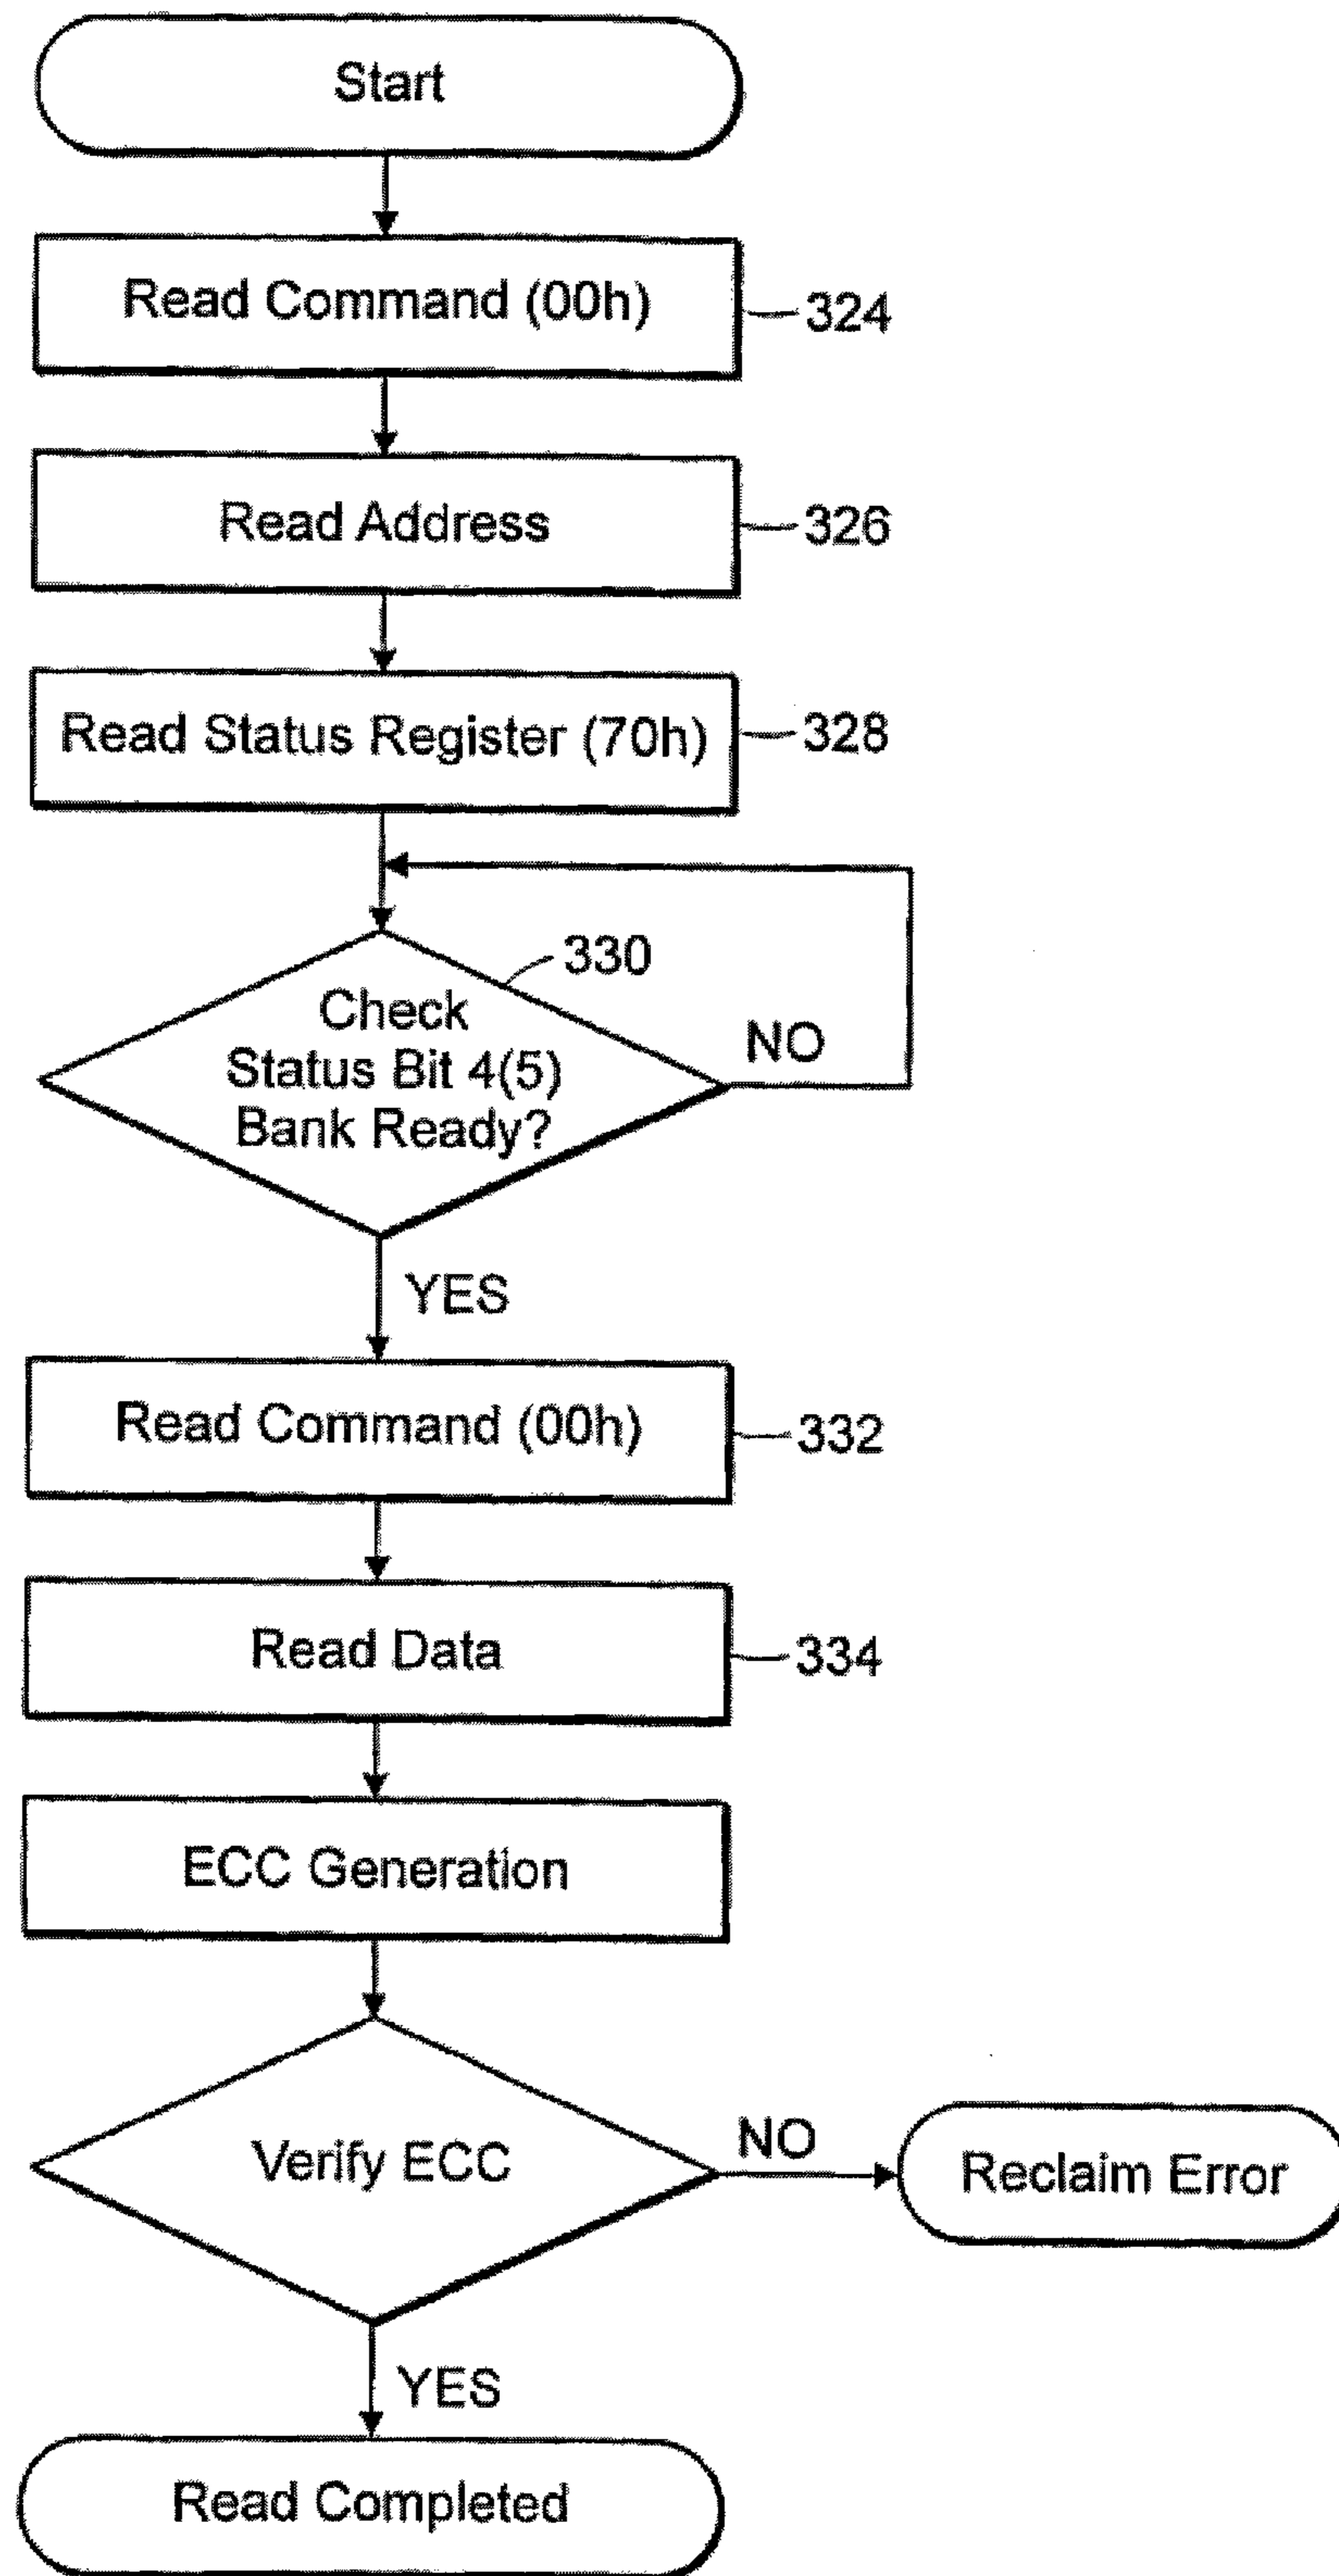 Start
Read Command (00h)
324
Read Address
326
Read Status Register (70h)
328
330
Check
Status Bit 4(5)
Bank Ready?
NO
YES
Read Command (00h)
332
Read Data
334
ECC Generation
Verify ECC
NO
Reclaim Error
YES
Read Completed